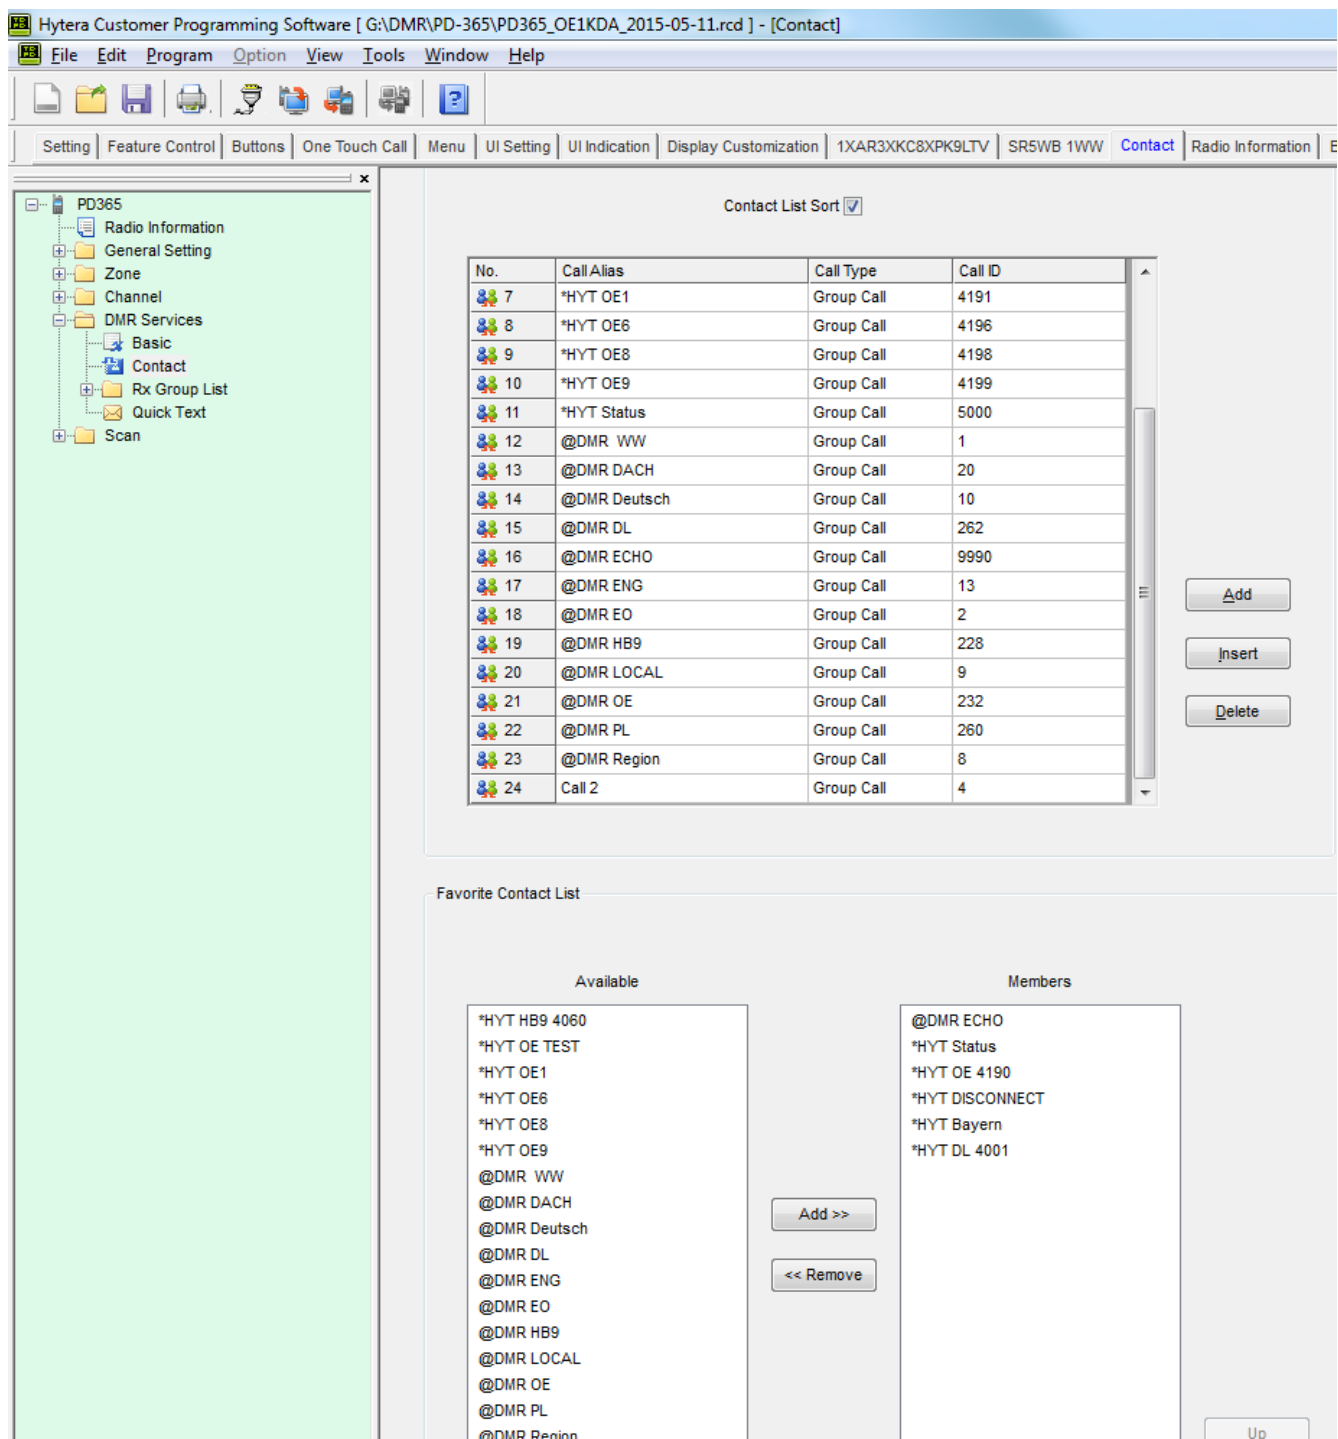 Hytera Customer Programming Software [ G:\DMR\PD-365\PD365_OE1KDA_2015-05-11.rcd ] - [Contact]
File Edit Program Option View Tools Window Help
Setting Feature Control Buttons One Touch Call Menu UI Setting UI Indication Display Customization 1XAR3XKC8XPK9LTV SR5WB 1WW Contact Radio Information
PD365
Radio Information
General Setting
Zone
Channel
DMR Services
Basic
Contact
Rx Group List
Quick Text
Scan
Contact List Sort
No. Call Alias Call Type Call ID
7 *HYT OE1 Group Call 4191
8 *HYT OE6 Group Call 4196
9 *HYT OE8 Group Call 4198
10 *HYT OE9 Group Call 4199
11 *HYT Status Group Call 5000
12 @DMR  WW Group Call 1
13 @DMR DACH Group Call 20
14 @DMR Deutsch Group Call 10
15 @DMR DL Group Call 262
16 @DMR ECHO Group Call 9990
17 @DMR ENG Group Call 13
18 @DMR EO Group Call 2
19 @DMR HB9 Group Call 228
20 @DMR LOCAL Group Call 9
21 @DMR OE Group Call 232
22 @DMR PL Group Call 260
23 @DMR Region Group Call 8
24 Call 2 Group Call 4
Add
Insert
Delete
Favorite Contact List
Available
*HYT HB9 4060
*HYT OE TEST
*HYT OE1
*HYT OE6
*HYT OE8
*HYT OE9
@DMR  WW
@DMR DACH
@DMR Deutsch
@DMR DL
@DMR ENG
@DMR EO
@DMR HB9
@DMR LOCAL
@DMR OE
@DMR PL
@DMR Region
Add >>
<< Remove
Members
@DMR ECHO
*HYT Status
*HYT OE 4190
*HYT DISCONNECT
*HYT Bayern
*HYT DL 4001
Up